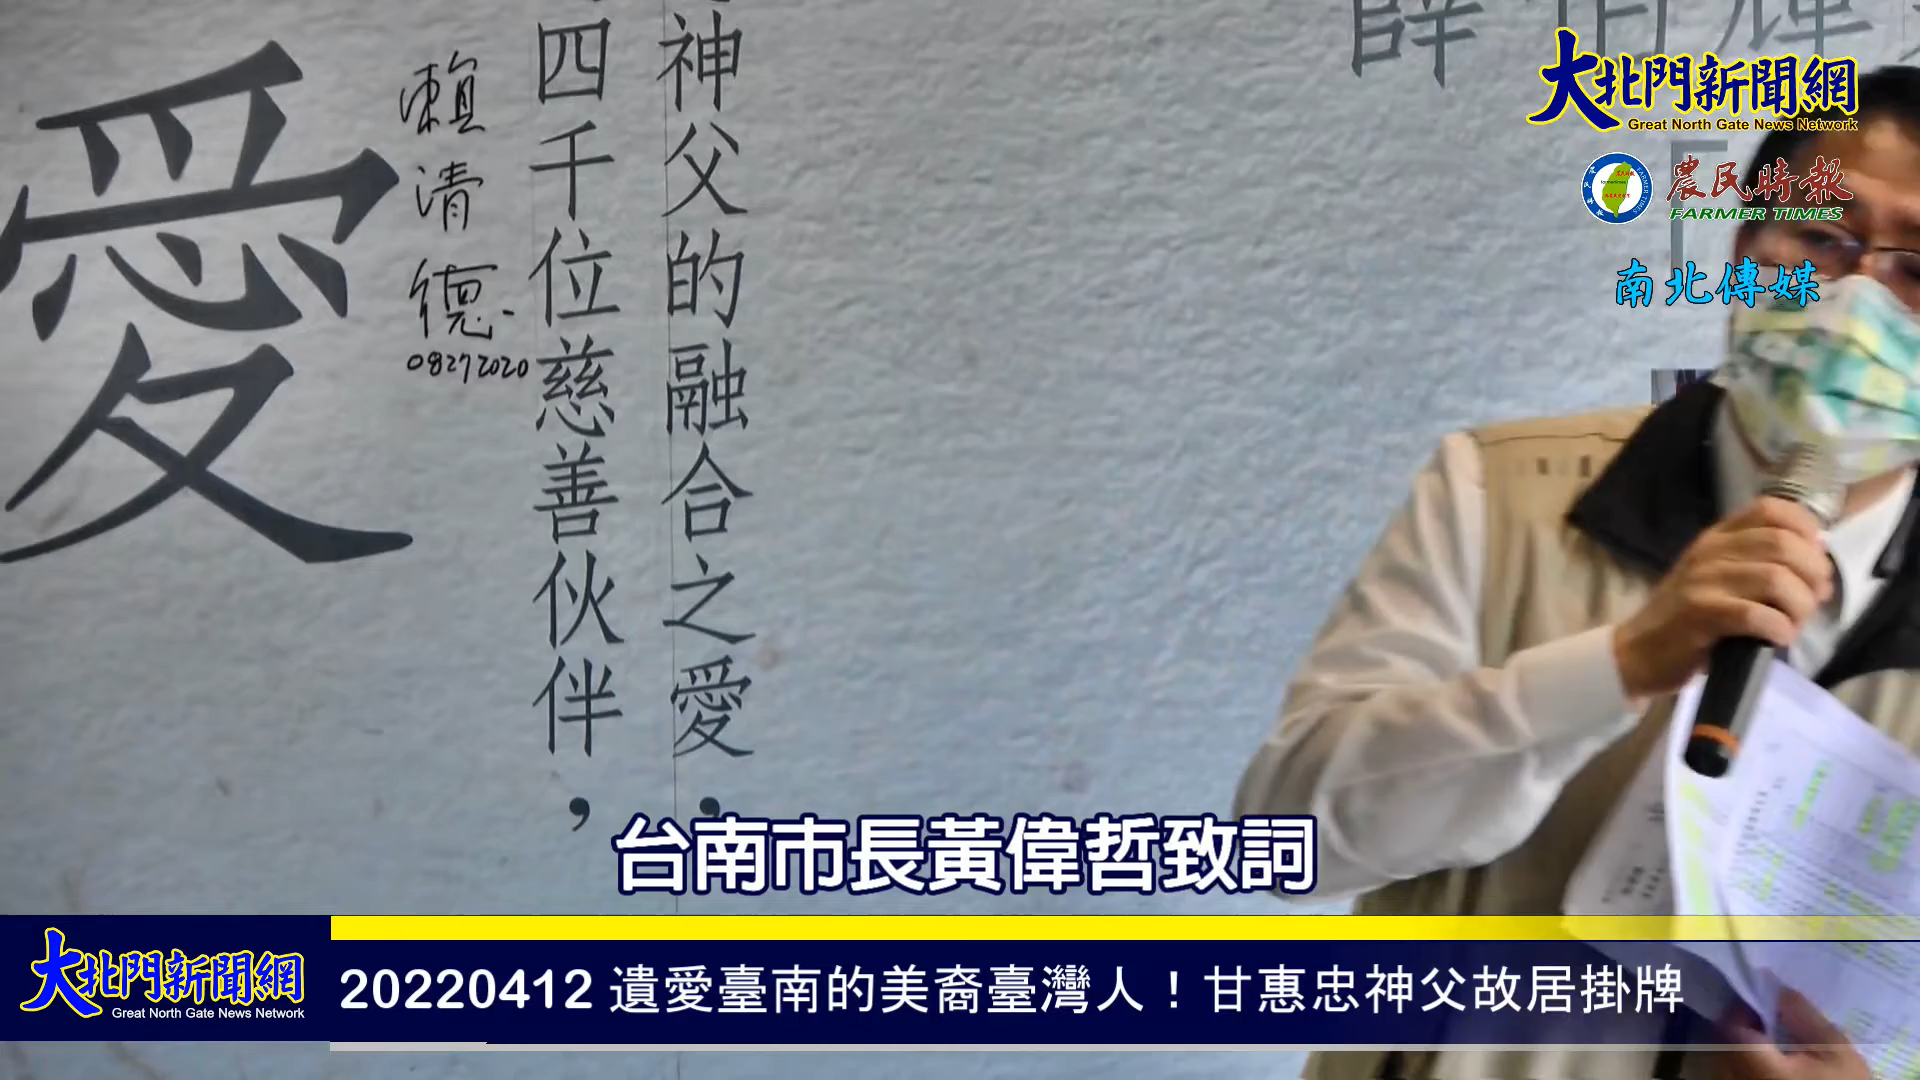 愛
賴清德
08272020
神父的融合之愛，
四千位慈善伙伴，
薛
大北門新聞網
Great North Gate News Network
農民時報
FARMER TIMES
南北傳媒
台南市長黃偉哲致詞
大北門新聞網
Great North Gate News Network
20220412 遺愛臺南的美裔臺灣人！甘惠忠神父故居掛牌